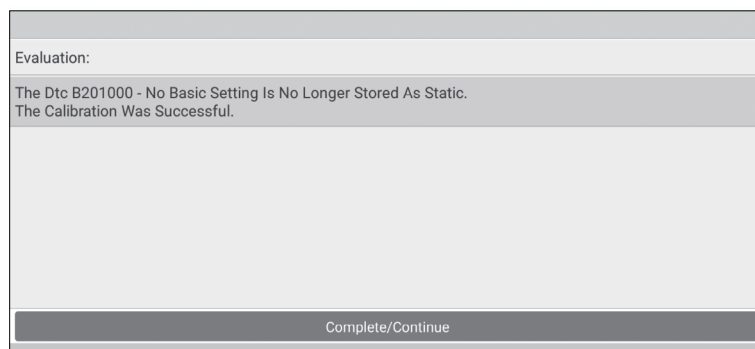 Evaluation:
The Dtc B201000 - No Basic Setting Is No Longer Stored As Static.
The Calibration Was Successful.
Complete/Continue